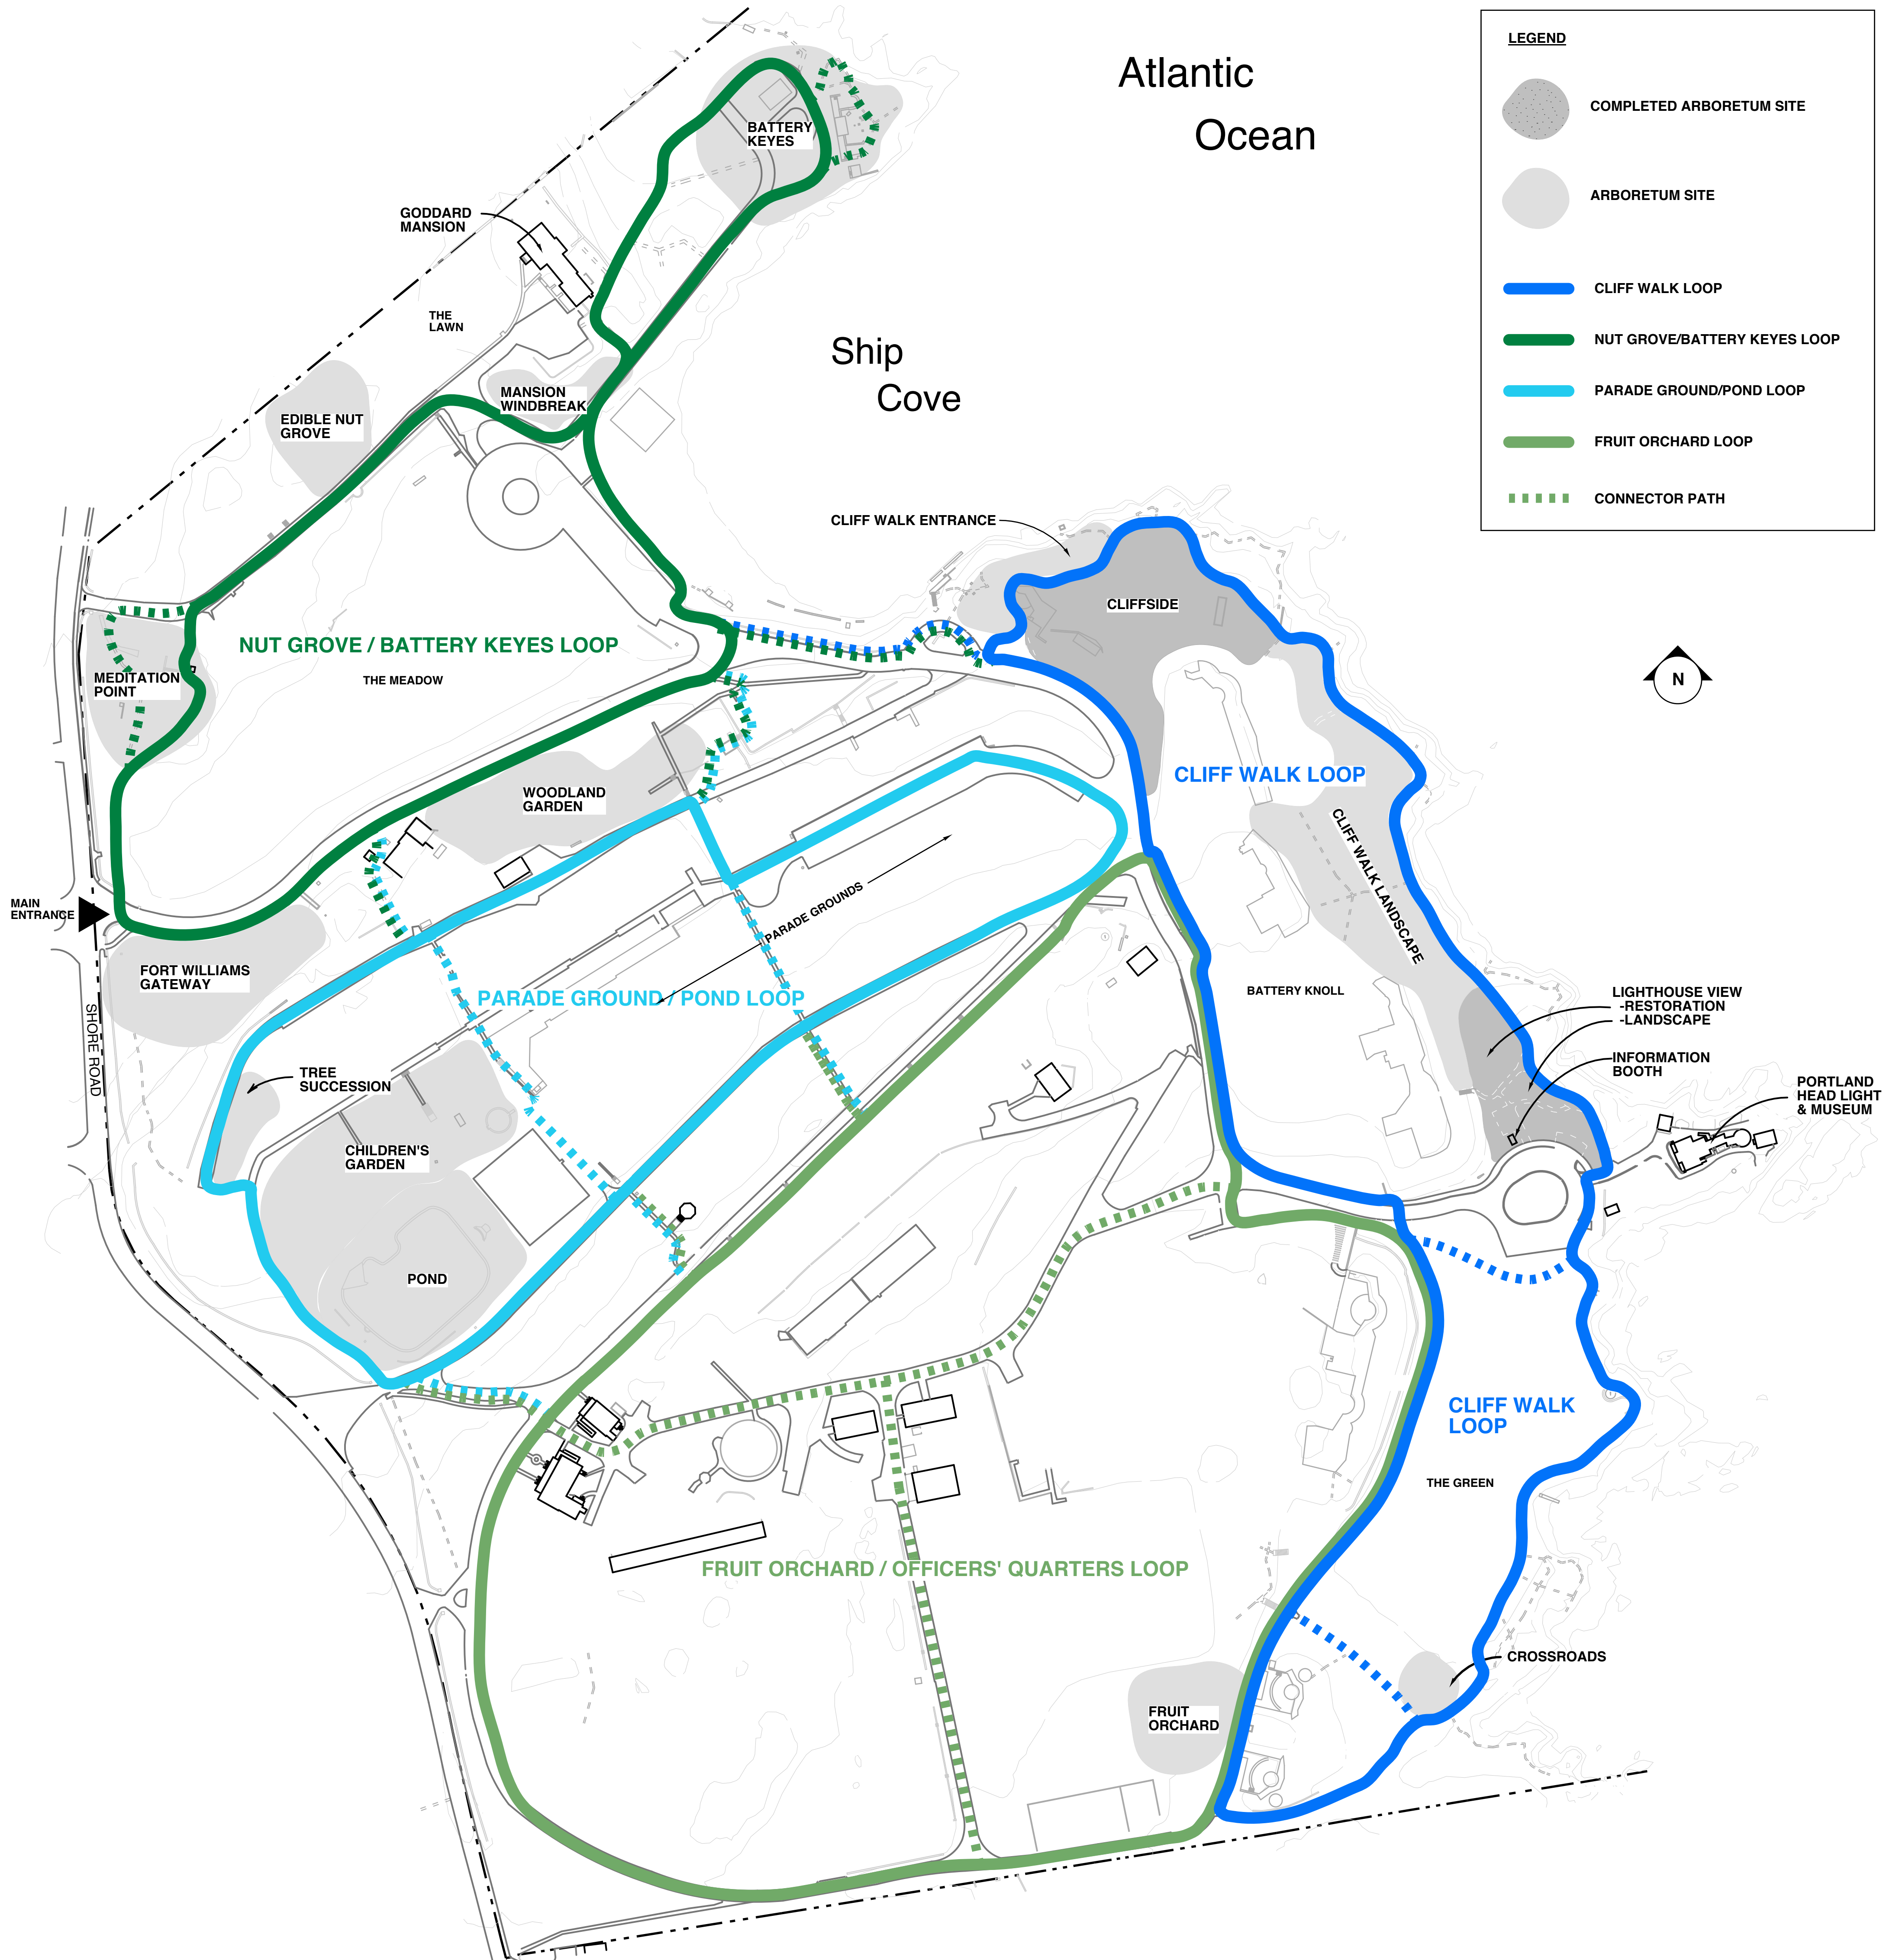 Atlantic
Ocean
LEGEND
COMPLETED ARBORETUM SITE
ARBORETUM SITE
CLIFF WALK LOOP
NUT GROVE/BATTERY KEYES LOOP
PARADE GROUND/POND LOOP
FRUIT ORCHARD LOOP
CONNECTOR PATH
BATTERY
KEYES
GODDARD
MANSION
THE
LAWN
Ship
Cove
MANSION
WINDBREAK
EDIBLE NUT
GROVE
CLIFF WALK ENTRANCE
CLIFFSIDE
NUT GROVE / BATTERY KEYES LOOP
THE MEADOW
MEDITATION
POINT
N
CLIFF WALK LOOP
WOODLAND
GARDEN
CLIFF WALK LANDSCAPE
PARADE GROUNDS
MAIN
ENTRANCE
FORT WILLIAMS
GATEWAY
PARADE GROUND / POND LOOP
BATTERY KNOLL
LIGHTHOUSE VIEW
-RESTORATION
-LANDSCAPE
INFORMATION
BOOTH
PORTLAND
HEAD LIGHT
& MUSEUM
SHORE ROAD
TREE
SUCCESSION
CHILDREN'S
GARDEN
POND
CLIFF WALK
LOOP
THE GREEN
FRUIT ORCHARD / OFFICERS' QUARTERS LOOP
CROSSROADS
FRUIT
ORCHARD